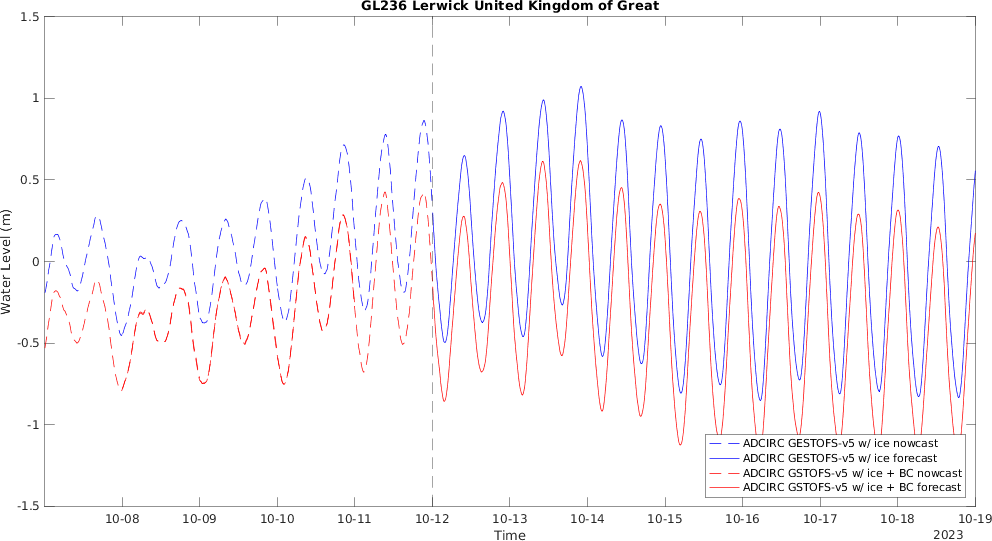 GL236 Lerwick United Kingdom of Great
1.5
1
0.5
0
-0.5
-1
-1.5
Water Level (m)
10-08 10-09 10-10 10-11 10-12 10-13 10-14 10-15 10-16 10-17 10-18 10-19
Time
2023
ADCIRC GESTOFS-v5 w/ ice nowcast
ADCIRC GESTOFS-v5 w/ ice forecast
ADCIRC GSTOFS-v5 w/ ice + BC nowcast
ADCIRC GSTOFS-v5 w/ ice + BC forecast